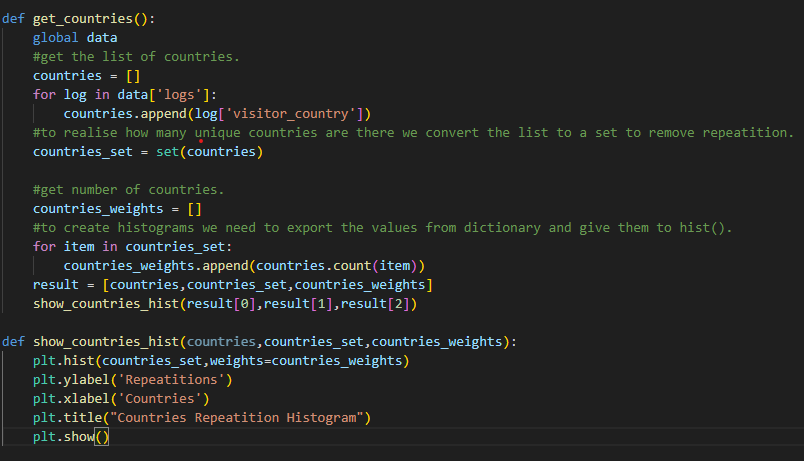 def get_countries():
    global data
    #get the list of countries.
    countries = []
    for log in data['logs']:
        countries.append(log['visitor_country'])
    #to realise how many unique countries are there we convert the list to a set to remove repeatition.
    countries_set = set(countries)
    #get number of countries.
    countries_weights = []
    #to create histograms we need to export the values from dictionary and give them to hist().
    for item in countries_set:
        countries_weights.append(countries.count(item))
    result = [countries,countries_set,countries_weights]
    show_countries_hist(result[0],result[1],result[2])
def show_countries_hist(countries,countries_set,countries_weights):
    plt.hist(countries_set,weights=countries_weights)
    plt.ylabel('Repeatitions')
    plt.xlabel('Countries')
    plt.title("Countries Repeatition Histogram")
    plt.show()